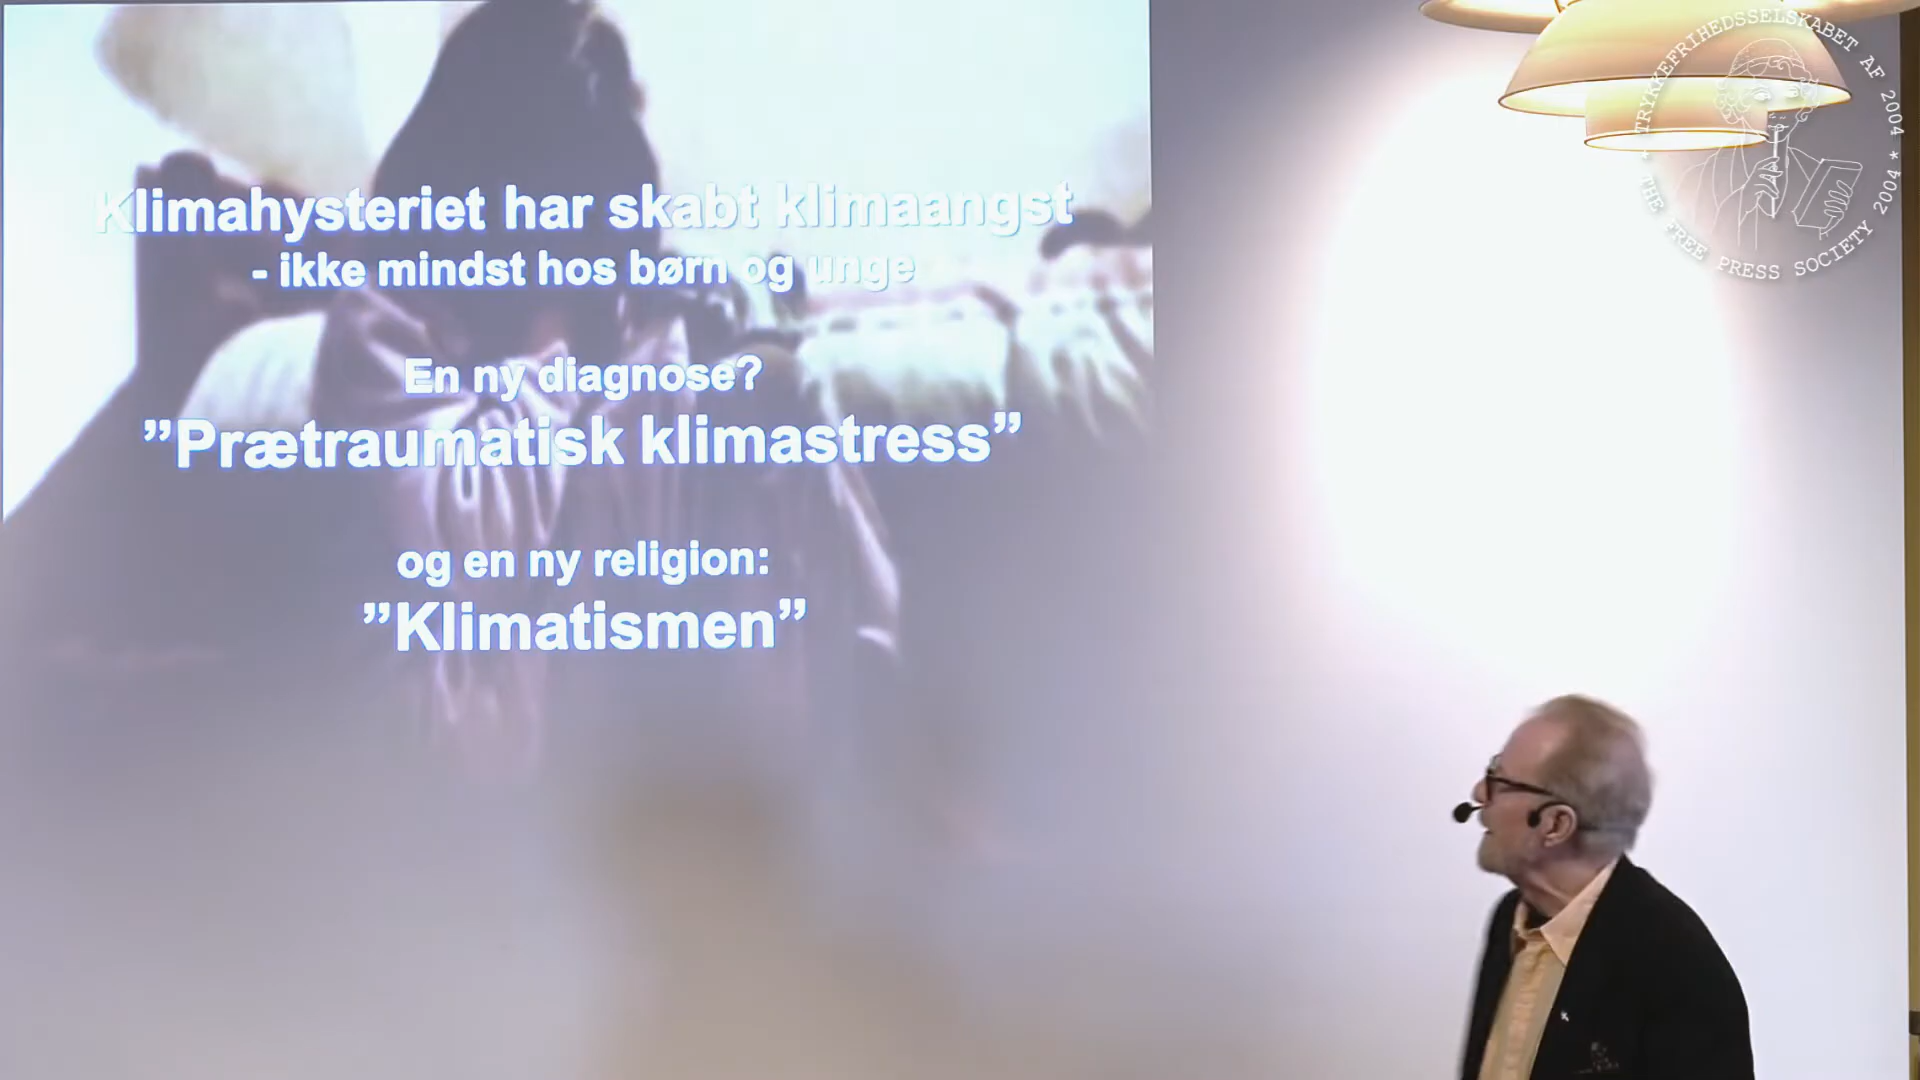 Klimahysteriet har skabt klimaangst
- ikke mindst hos børn og unge
En ny diagnose?
”Prætraumatisk klimastress”
og en ny religion:
”Klimatismen”
TRYKKEFRIHEDSSELSKABET AF 2004 *
THE FREE PRESS SOCIETY 2004 *